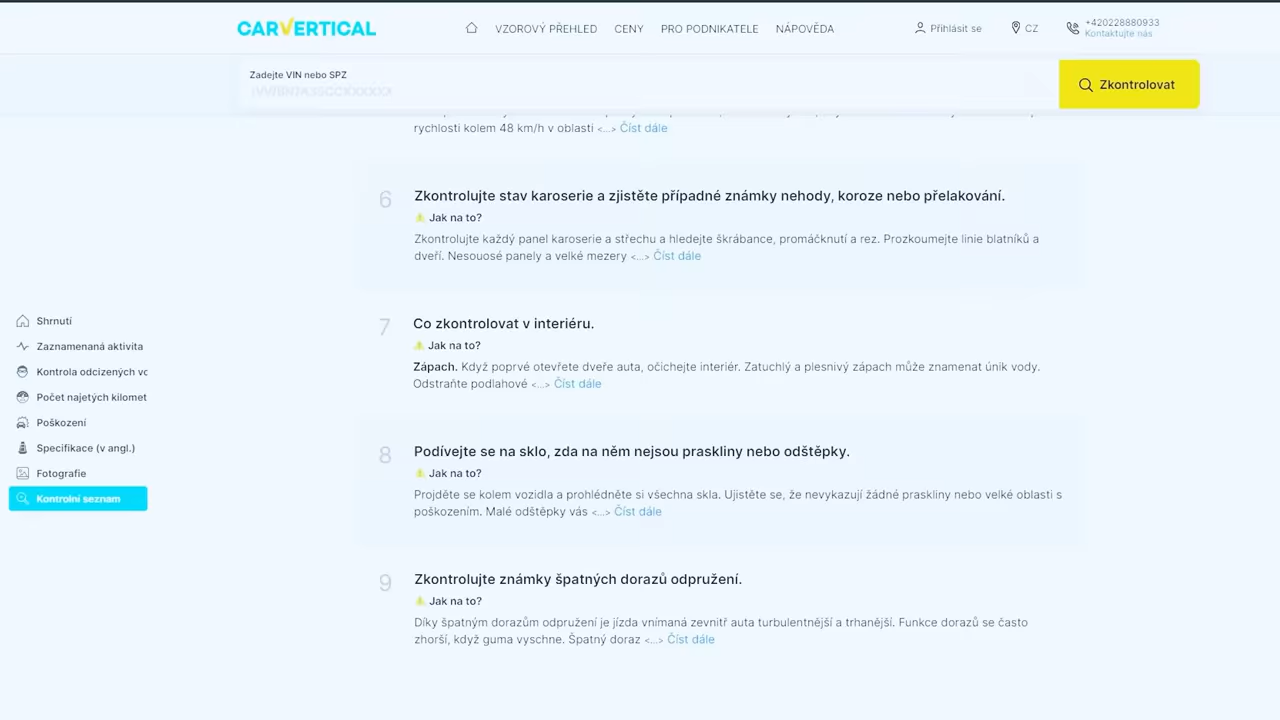 CARVERTICAL
VZOROVÝ PŘEHLED
CENY
PRO PODNIKATELE
NÁPOVĚDA
Přihlásit se
CZ
+420228880933
Kontaktujte nás
Zadejte VIN nebo SPZ
Zkontrolovat
rychlosti kolem 48 km/h v oblasti <...> Číst dále
6
Zkontrolujte stav karoserie a zjistěte případné známky nehody, koroze nebo přelakování.
Jak na to?
Zkontrolujte každý panel karoserie a střechu a hledejte škrábance, promáčknutí a rez. Prozkoumejte linie blatníků a
dveří. Nesouosé panely a velké mezery <...> Číst dále
7
Co zkontrolovat v interiéru.
Jak na to?
Zápach. Když poprvé otevřete dveře auta, očichejte interiér. Zatuchlý a plesnivý zápach může znamenat únik vody.
Odstraňte podlahové <...> Číst dále
8
Podívejte se na sklo, zda na něm nejsou praskliny nebo odštěpky.
Jak na to?
Projděte se kolem vozidla a prohlédněte si všechna skla. Ujistěte se, že nevykazují žádné praskliny nebo velké oblasti s
poškozením. Malé odštěpky vás <...> Číst dále
9
Zkontrolujte známky špatných dorazů odpružení.
Jak na to?
Díky špatným dorazům odpružení je jízda vnímaná zevnitř auta turbulentnější a trhanější. Funkce dorazů se často
zhorší, když guma vyschne. Špatný doraz <...> Číst dále
Shrnutí
Zaznamenaná aktivita
Kontrola odcizených vo
Počet najetých kilomet
Poškození
Specifikace (v angl.)
Fotografie
Kontrolní seznam